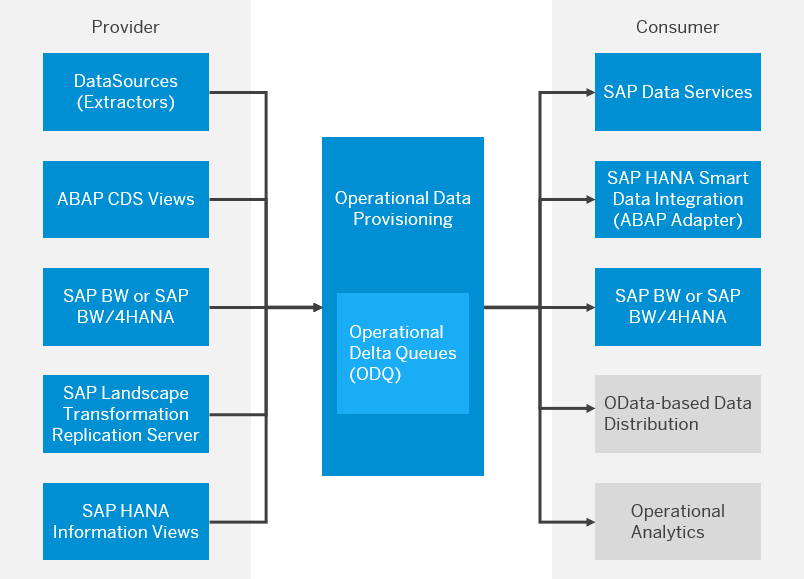 Provider
DataSources
(Extractors)
ABAP CDS Views
SAP BW or SAP
BW/4HANA
SAP Landscape
Transformation
Replication Server
SAP HANA
Information Views
Operational Data
Provisioning
Operational
Delta Queues
(ODQ)
Consumer
SAP Data Services
SAP HANA Smart
Data Integration
(ABAP Adapter)
SAP BW or SAP
BW/4HANA
OData-based Data
Distribution
Operational
Analytics